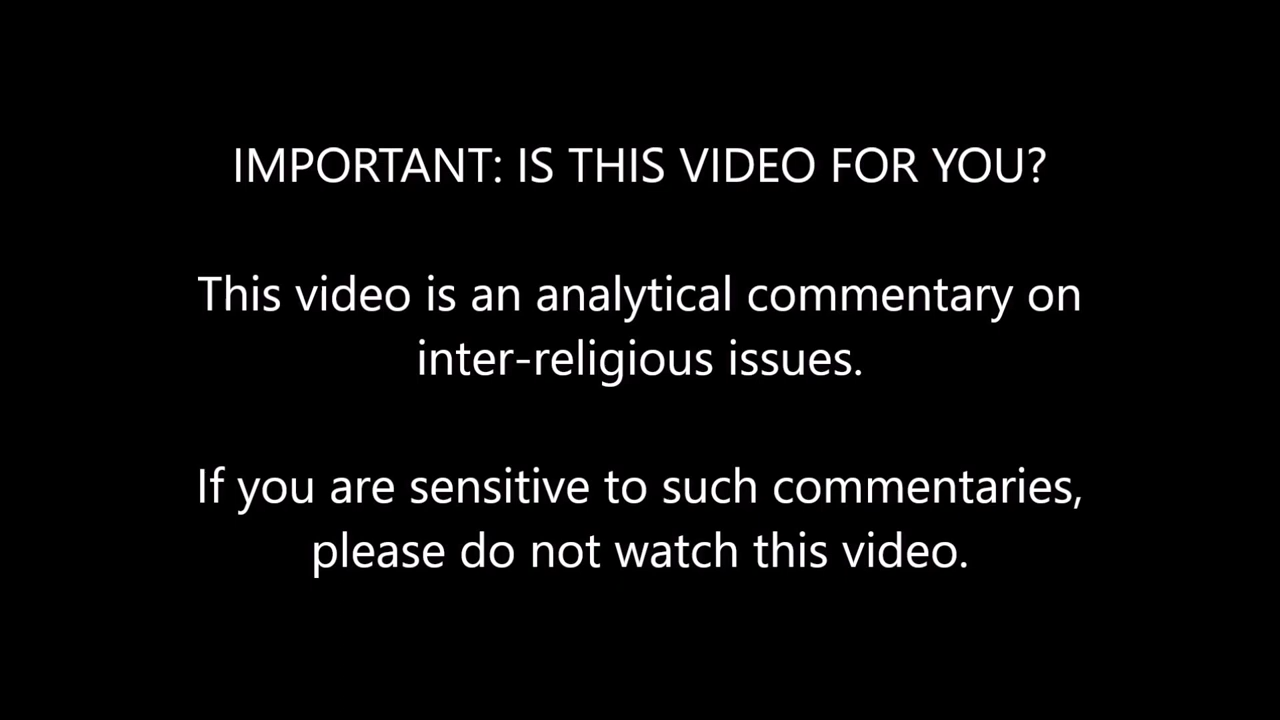 IMPORTANT: IS THIS VIDEO FOR YOU?
This video is an analytical commentary on
inter-religious issues.
If you are sensitive to such commentaries,
please do not watch this video.